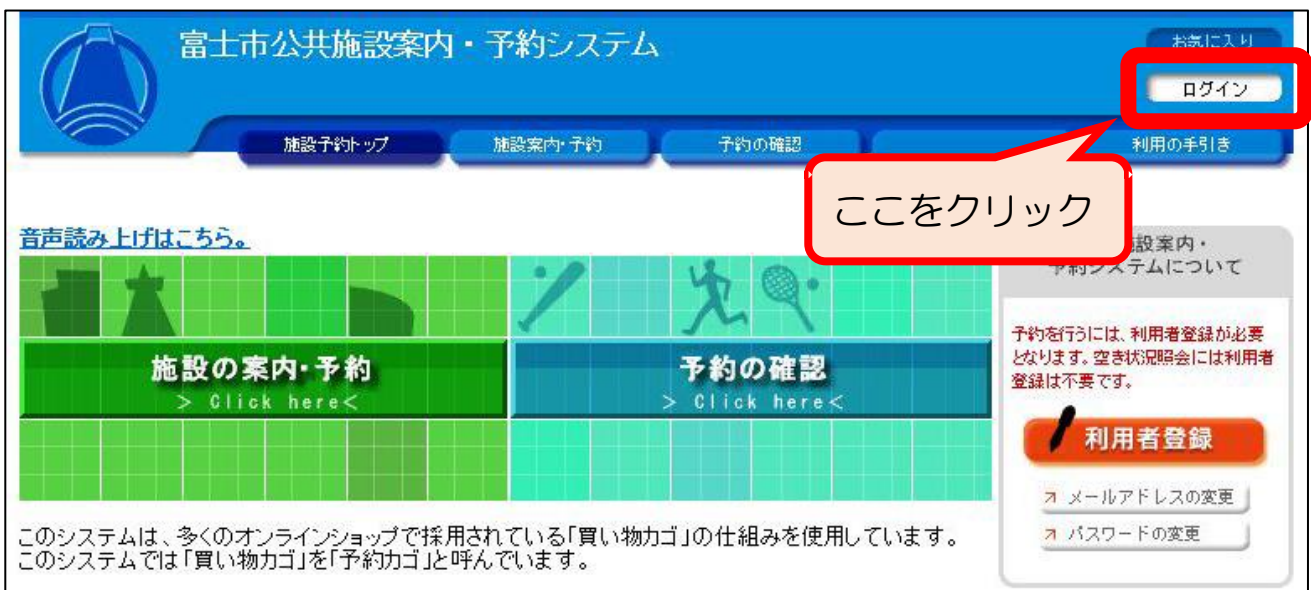 富士市公共施設案内・予約システム
お気に入り
ログイン
施設予約トップ
施設案内・予約
予約の確認
利用の手引き
ここをクリック
音声読み上げはこちら。
設案内・
予約システムについて
施設の案内・予約
> Click here<
予約の確認
> Click here<
予約を行うには、利用者登録が必要
となります。空き状況照会には利用者
登録は不要です。
利用者登録
メールアドレスの変更
パスワードの変更
このシステムは、多くのオンラインショップで採用されている「買い物カゴ」の仕組みを使用しています。
このシステムでは「買い物カゴ」を「予約カゴ」と呼んでいます。